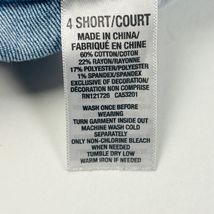 4 SHORT/COURT
MADE IN CHINA/
FABRIQUÉ EN CHINE
60% COTTON/COTON
22% RAYON/RAYONNE
17% POLYESTER/POLYESTER
1% SPANDEX/SPANDEX
EXCLUSIVE OF DECORATION/
DÉCORATION NON COMPRISE
RN121726 CA53201
WASH ONCE BEFORE
WEARING
TURN GARMENT INSIDE OUT
MACHINE WASH COLD
SEPARATELY
ONLY NON-CHLORINE BLEACH
WHEN NEEDED
TUMBLE DRY LOW
WARM IRON IF NEEDED